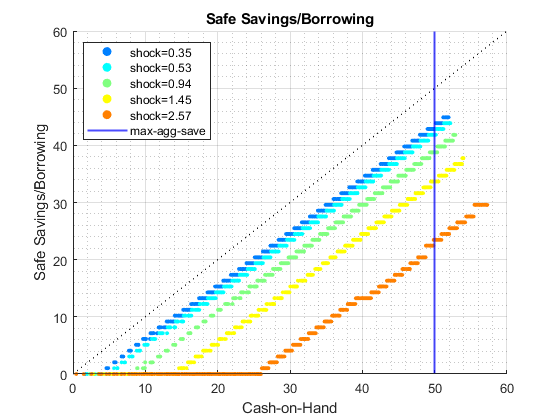 Safe Savings/Borrowing
60
50
40
30
20
10
0
Safe Savings/Borrowing
shock=0.35
shock=0.53
shock=0.94
shock=1.45
shock=2.57
max-agg-save
0 10 20 30 40 50 60
Cash-on-Hand